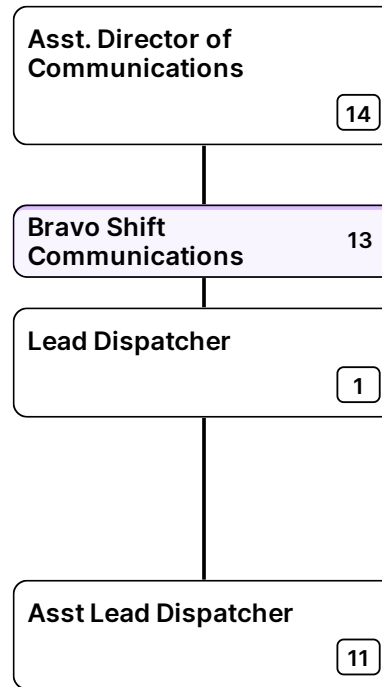 Asst. Director of
Communications
14
Bravo Shift
Communications
13
Lead Dispatcher
1
Asst Lead Dispatcher
11